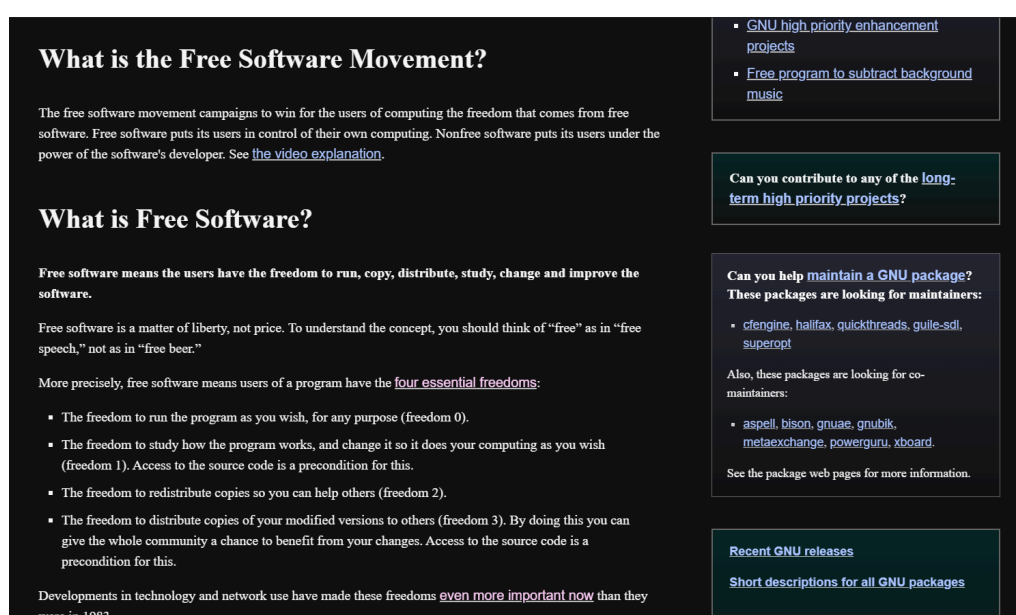 What is the Free Software Movement?
The free software movement campaigns to win for the users of computing the freedom that comes from free
software. Free software puts its users in control of their own computing. Nonfree software puts its users under the
power of the software's developer. See the video explanation.
What is Free Software?
Free software means the users have the freedom to run, copy, distribute, study, change and improve the
software.
Free software is a matter of liberty, not price. To understand the concept, you should think of “free” as in “free
speech,” not as in “free beer.”
More precisely, free software means users of a program have the four essential freedoms:
▪ The freedom to run the program as you wish, for any purpose (freedom 0).
▪ The freedom to study how the program works, and change it so it does your computing as you wish
(freedom 1). Access to the source code is a precondition for this.
▪ The freedom to redistribute copies so you can help others (freedom 2).
▪ The freedom to distribute copies of your modified versions to others (freedom 3). By doing this you can
give the whole community a chance to benefit from your changes. Access to the source code is a
precondition for this.
Developments in technology and network use have made these freedoms even more important now than they
were in 1983.
▪ GNU high priority enhancement
projects
▪ Free program to subtract background
music
Can you contribute to any of the long-
term high priority projects?
Can you help maintain a GNU package?
These packages are looking for maintainers:
▪ cfengine, halifax, quickthreads, guile-sdl,
superopt
Also, these packages are looking for co-
maintainers:
▪ aspell, bison, gnuae, gnubik,
metaexchange, powerguru, xboard.
See the package web pages for more information.
Recent GNU releases
Short descriptions for all GNU packages